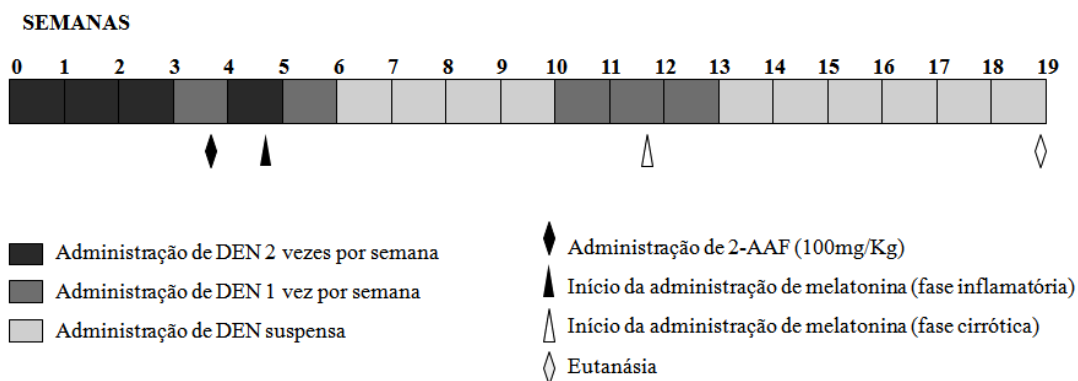 SEMANAS
0 1 2 3 4 5 6 7 8 9 10 11 12 13 14 15 16 17 18 19
Administração de DEN 2 vezes por semana
Administração de DEN 1 vez por semana
Administração de DEN suspensa
Administração de 2-AAF (100mg/Kg)
Início da administração de melatonina (fase inflamatória)
Início da administração de melatonina (fase cirrótica)
Eutanásia